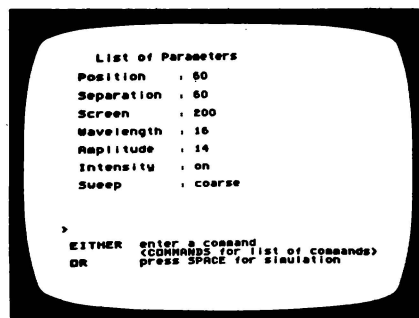 List of Parameters
Position : 60
Separation : 60
Screen : 200
Wavelength : 16
Amplitude : 14
Intensity : on
Sweep : coarse
>
EITHER enter a command
(COMMANDS for list of commands)
OR press SPACE for simulation